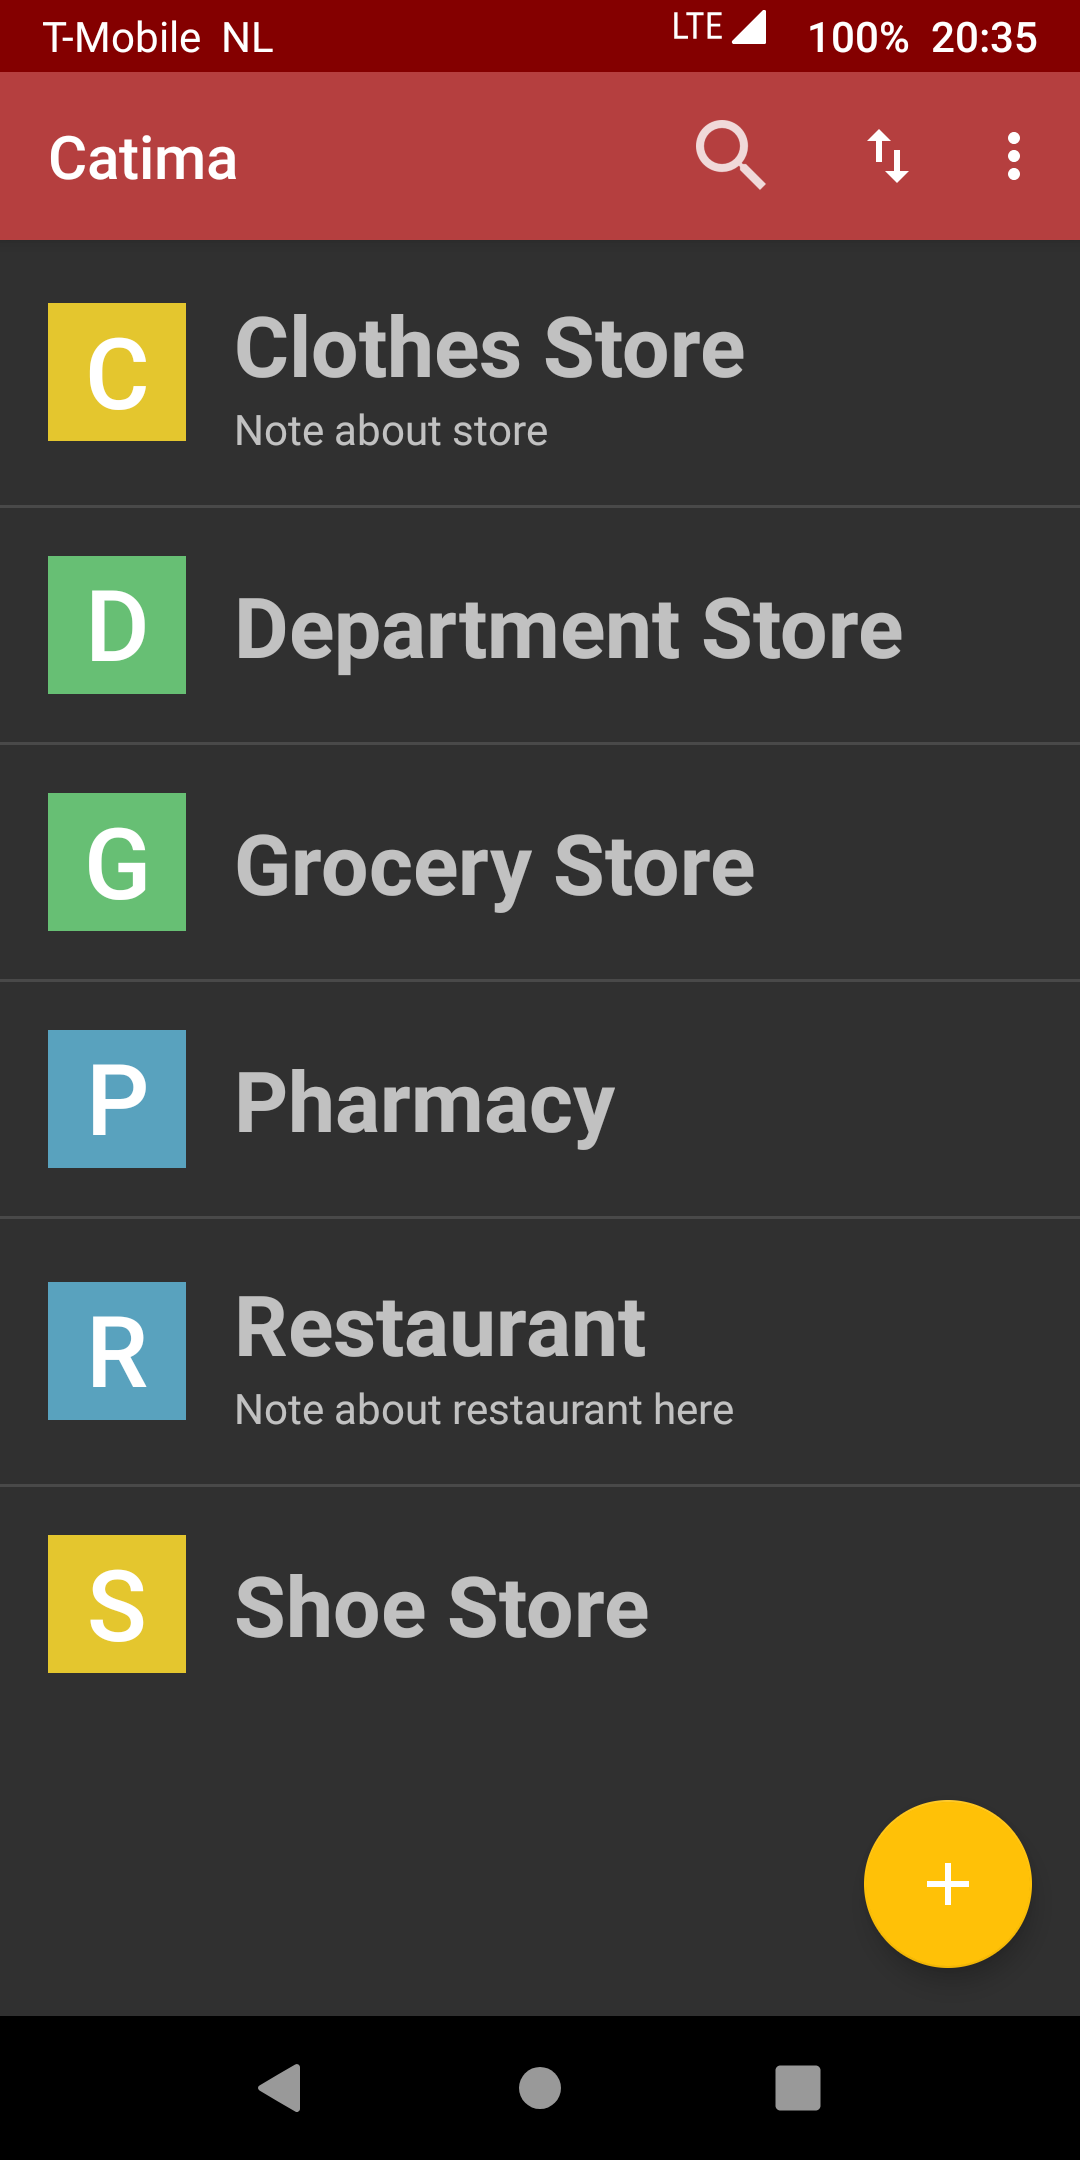 T-Mobile NL LTE 100% 20:35
Catima
C Clothes Store
Note about store
D Department Store
G Grocery Store
P Pharmacy
R Restaurant
Note about restaurant here
S Shoe Store
+